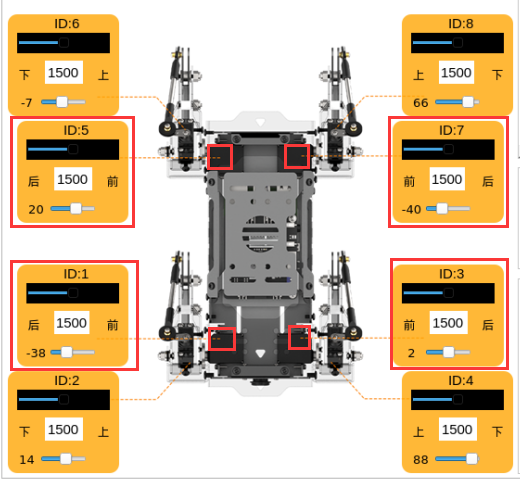 ID:6
下 1500 上
-7
ID:8
上 1500 下
66
ID:5
后 1500 前
20
ID:7
后 1500 前
-40
ID:1
后 1500 前
-38
ID:3
前 1500 后
2
ID:2
下 1500 上
14
ID:4
上 1500 下
88